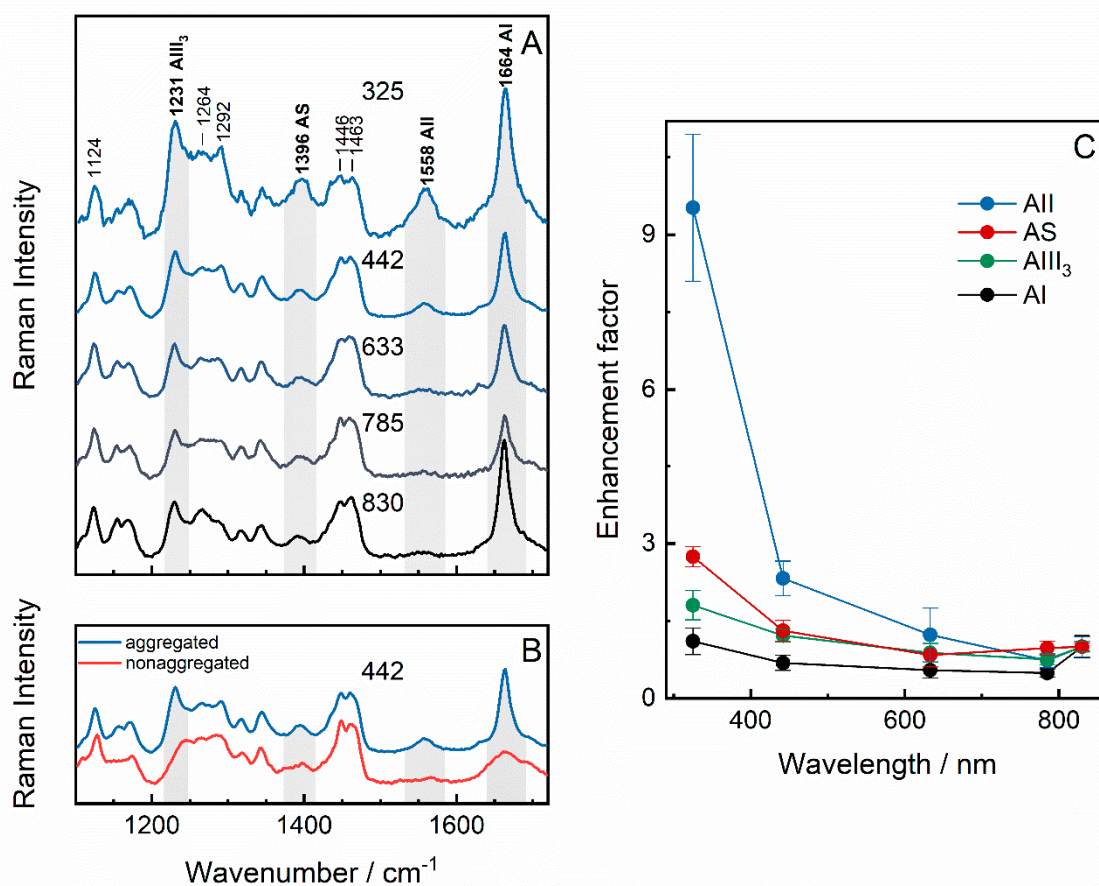 A
1124
1231 AIII₃
1264
1292
1396 AS
1446
1463
1558 AII
1664 AI
325
442
633
785
830
Raman Intensity
B
aggregated
nonaggregated
442
Raman Intensity
1200 1400 1600
Wavenumber / cm⁻¹
C
AII
AS
AIII₃
AI
9
6
3
0
Enhancement factor
400 600 800
Wavelength / nm